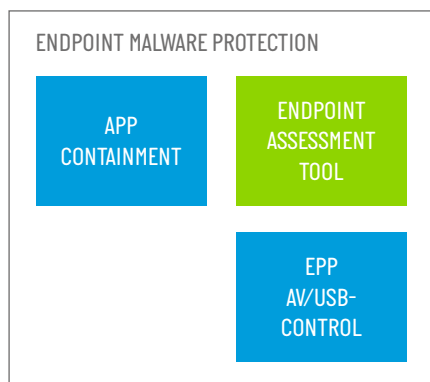 ENDPOINT MALWARE PROTECTION
APP
CONTAINMENT
ENDPOINT
ASSESSMENT
TOOL
EPP
AV/USB-
CONTROL